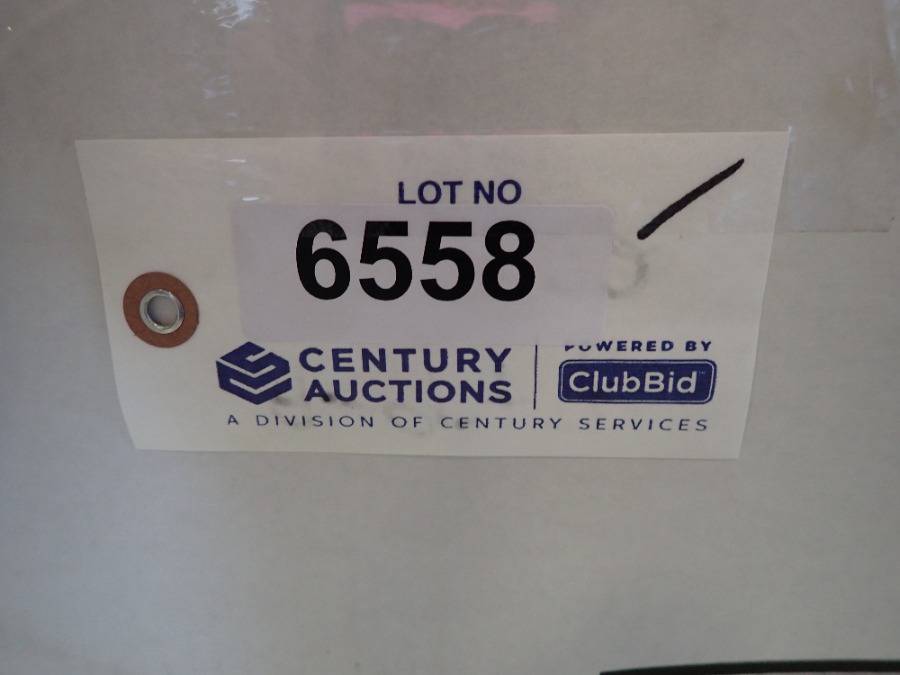 LOT NO
6558
CENTURY AUCTIONS
POWERED BY
ClubBid
A DIVISION OF CENTURY SERVICES